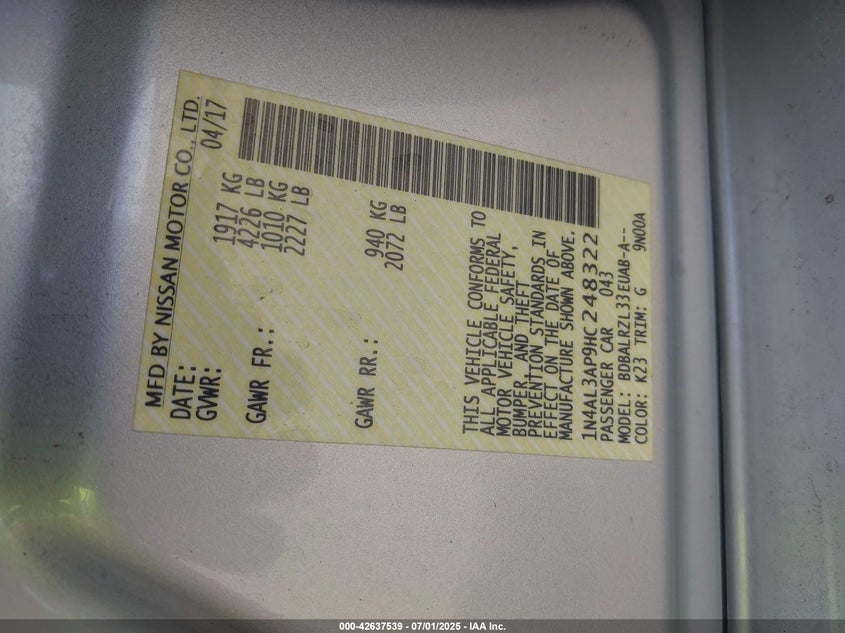 MFD BY NISSAN MOTOR CO., LTD.
DATE: 04/17
GVWR: 1917 KG
4226 LB
GAWR FR.: 1010 KG
2227 LB
GAWR RR.: 940 KG
2072 LB
THIS VEHICLE CONFORMS TO
ALL APPLICABLE FEDERAL
MOTOR VEHICLE SAFETY,
BUMPER, AND THEFT
PREVENTION STANDARDS IN
EFFECT ON THE DATE OF
MANUFACTURE SHOWN ABOVE.
1N4AL3AP9HC248322
PASSENGER CAR 043
MODEL: BDBALRZL33EUAB-A--
COLOR: K23 TRIM: G 9N00A
000-42637539 - 07/01/2025 - IAA Inc.